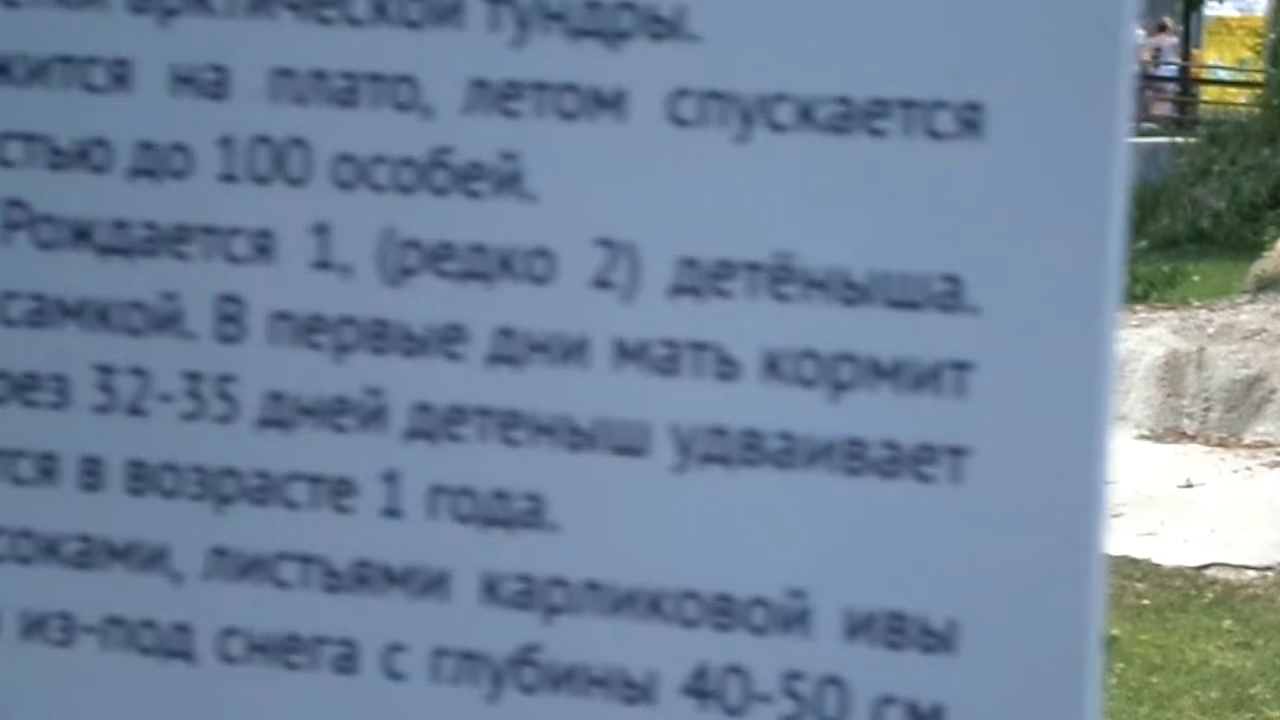 арктической тундры.
на плато, летом спускается
до 100 особей.
Рождается 1, (редко 2) детёныша.
самкой. В первые дни мать кормит
32-35 дней детеныш удваивает
в возрасте 1 года.
листьями карликовой ивы
из-под снега с глубины 40-50 см